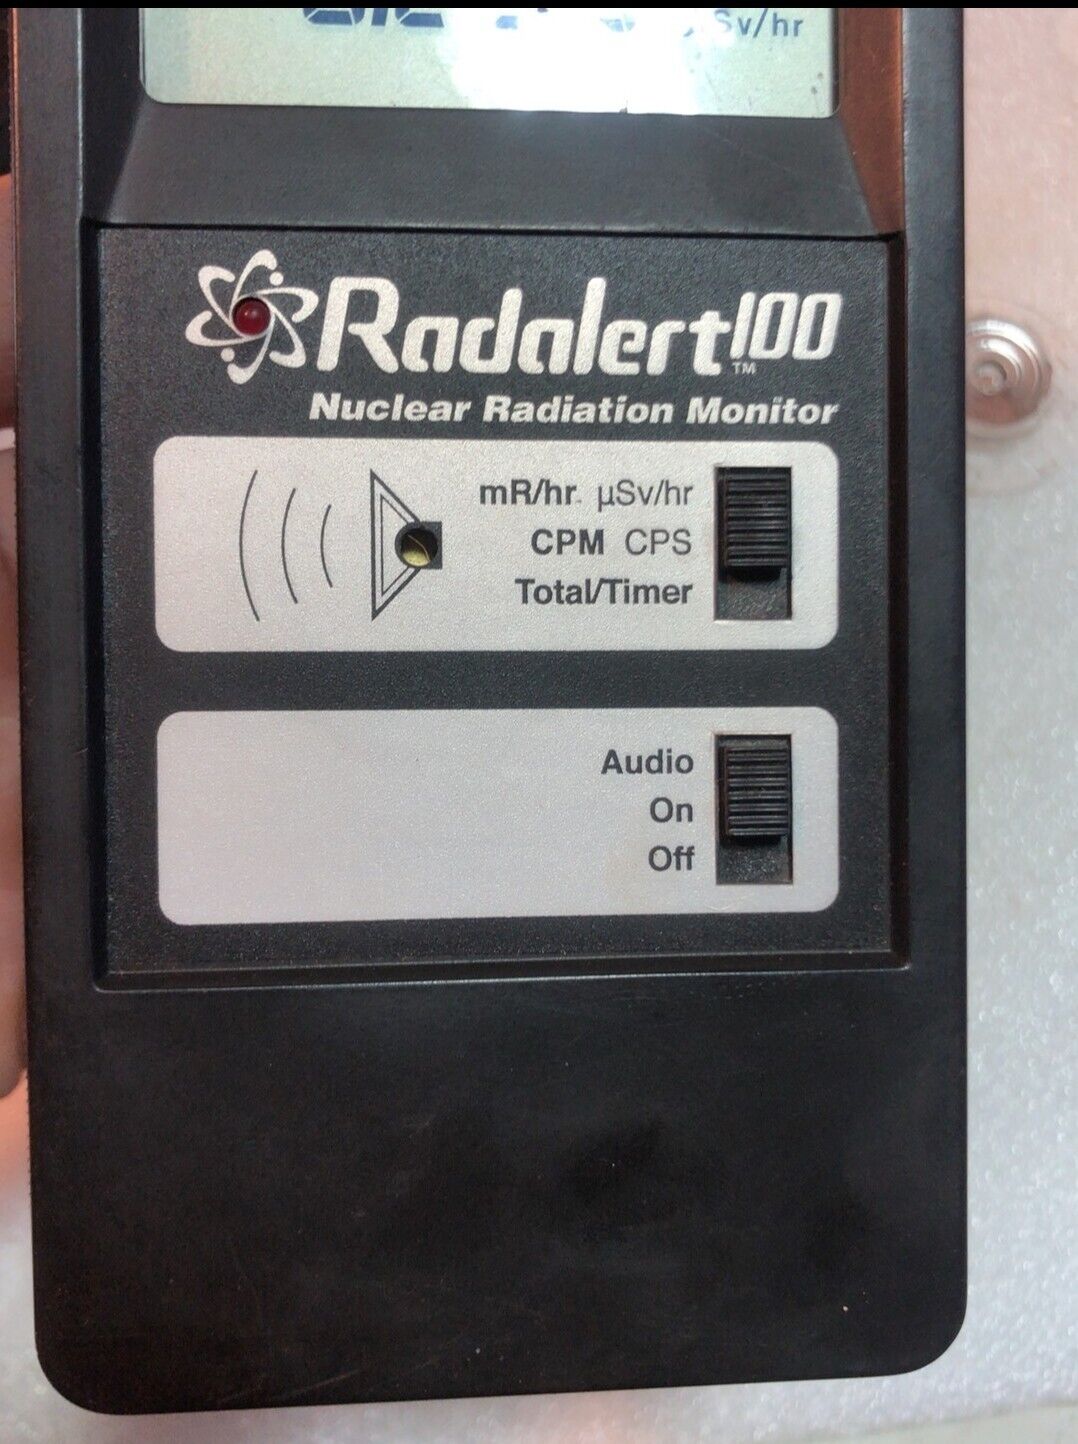 Sv/hr
Radalert100
TM
Nuclear Radiation Monitor
mR/hr μSv/hr
CPM CPS
Total/Timer
Audio
On
Off